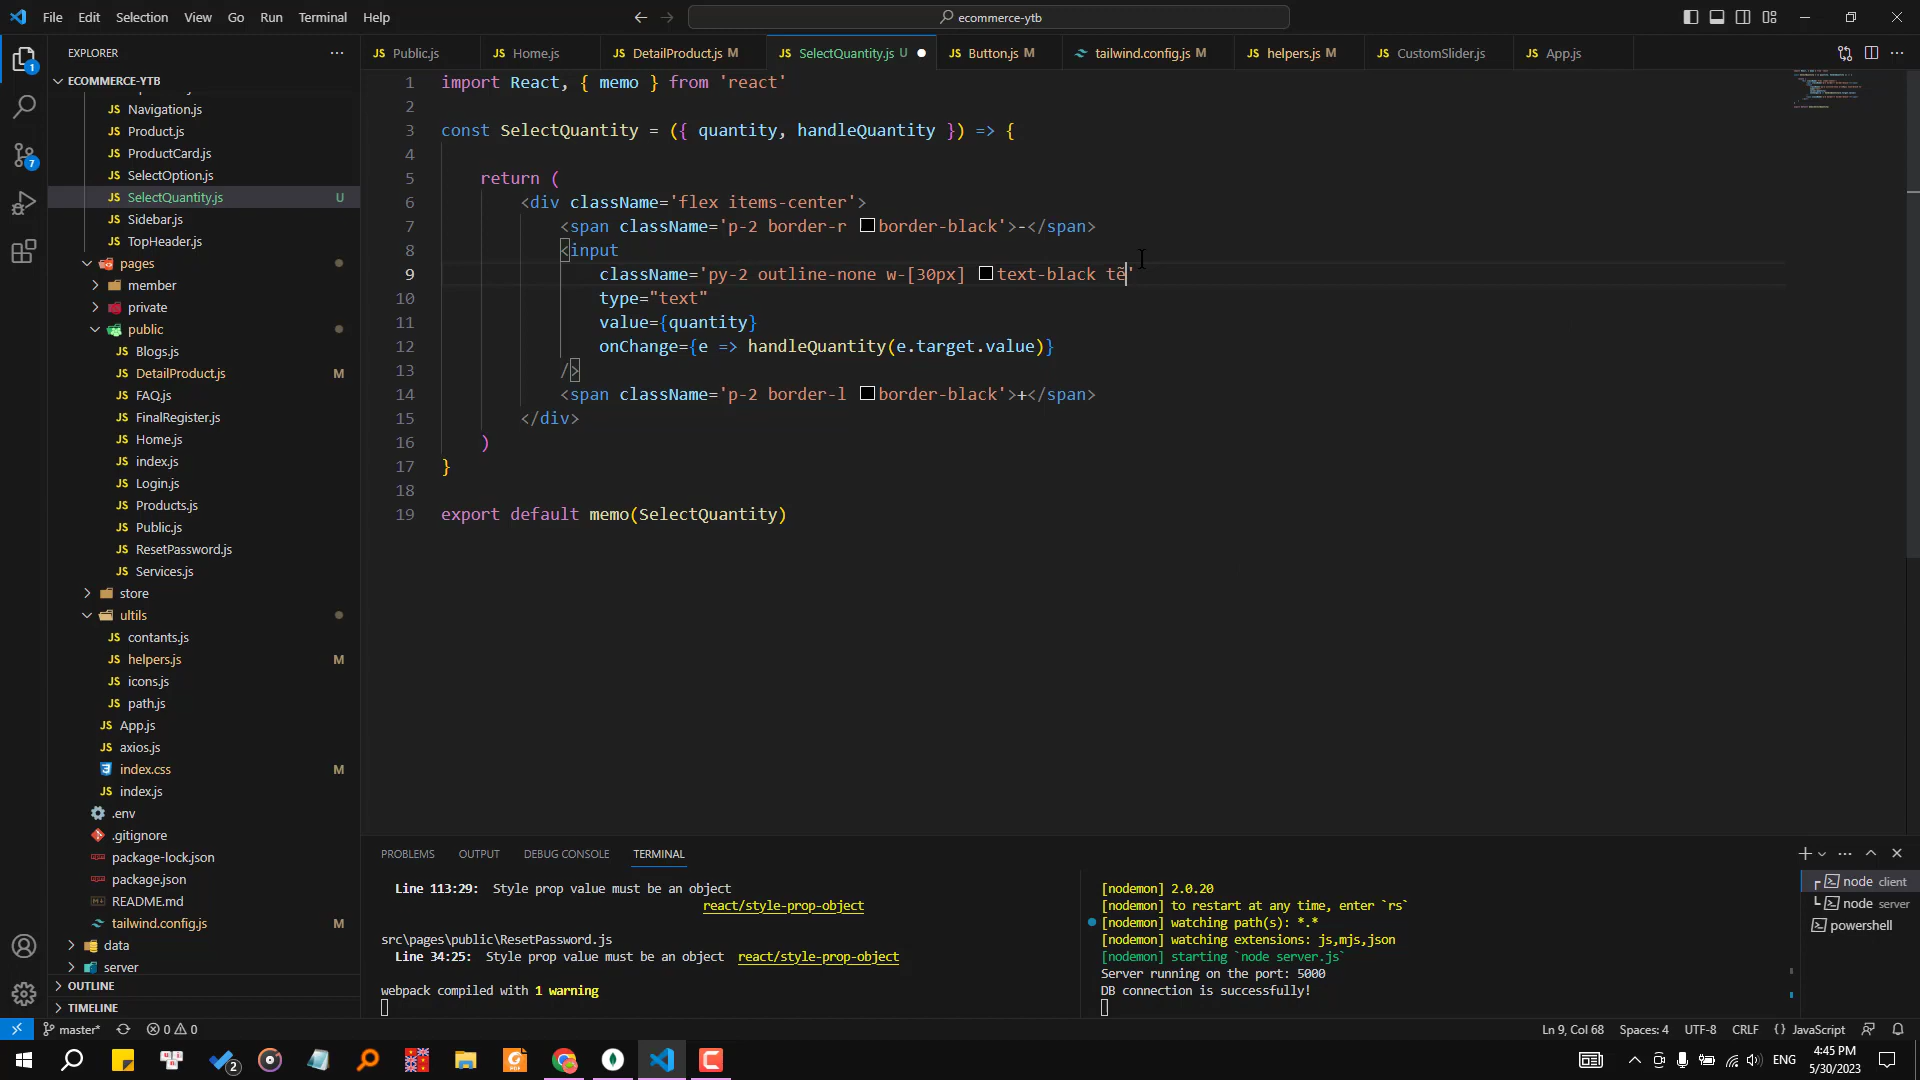 File Edit Selection View Go Run Terminal Help
ecommerce-ytb
EXPLORER
ECOMMERCE-YTB
Navigation.js
Product.js
ProductCard.js
SelectOption.js
SelectQuantity.js U
Sidebar.js
TopHeader.js
pages
member
private
public
Blogs.js
DetailProduct.js M
FAQ.js
FinalRegister.js
Home.js
index.js
Login.js
Products.js
Public.js
ResetPassword.js
Services.js
store
ultils
contants.js
helpers.js M
icons.js
path.js
App.js
axios.js
index.css M
index.js
.env
.gitignore
package-lock.json
package.json
README.md
tailwind.config.js M
data
server
OUTLINE
TIMELINE
Public.js Home.js DetailProduct.js M SelectQuantity.js U Button.js M tailwind.config.js M helpers.js M CustomSlider.js App.js
1 import React, { memo } from 'react'
2
3 const SelectQuantity = ({ quantity, handleQuantity }) => {
4
5 return (
6 <div className='flex items-center'>
7 <span className='p-2 border-r border-black'>-</span>
8 <input
9 className='py-2 outline-none w-[30px] text-black tẽ'
10 type="text"
11 value={quantity}
12 onChange={e => handleQuantity(e.target.value)}
13 />
14 <span className='p-2 border-l border-black'>+</span>
15 </div>
16 )
17 }
18
19 export default memo(SelectQuantity)
PROBLEMS OUTPUT DEBUG CONSOLE TERMINAL
Line 113:29: Style prop value must be an object
react/style-prop-object
src\pages\public\ResetPassword.js
Line 34:25: Style prop value must be an object react/style-prop-object
webpack compiled with 1 warning
[nodemon] 2.0.20
[nodemon] to restart at any time, enter `rs`
[nodemon] watching path(s): *.*
[nodemon] watching extensions: js,mjs,json
[nodemon] starting `node server.js`
Server running on the port: 5000
DB connection is successfully!
node client
node server
powershell
master* 0 0
Ln 9, Col 68 Spaces: 4 UTF-8 CRLF {} JavaScript
ENG
4:45 PM
5/30/2023